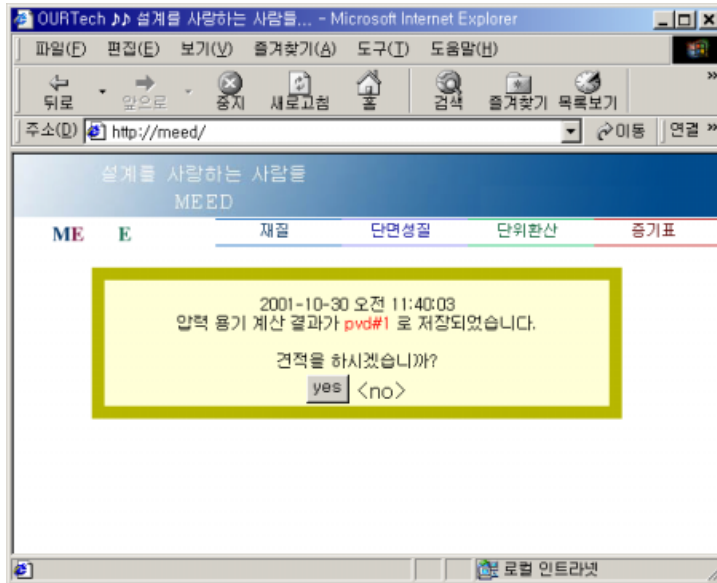 OURTech ♪♪ 설계를 사랑하는 사람들... - Microsoft Internet Explorer
파일(F) 편집(E) 보기(V) 즐겨찾기(A) 도구(T) 도움말(H)
뒤로 앞으로 중지 새로고침 홈 검색 즐겨찾기 목록보기 »
주소(D) http://meed/ 이동 연결 »
설계를 사랑하는 사람들
MEED
ME E 재질 단면성질 단위환산 증기표
2001-10-30 오전 11:40:03
압력 용기 계산 결과가 pvd#1 로 저장되었습니다.
견적을 하시겠습니까?
yes <no>
로컬 인트라넷